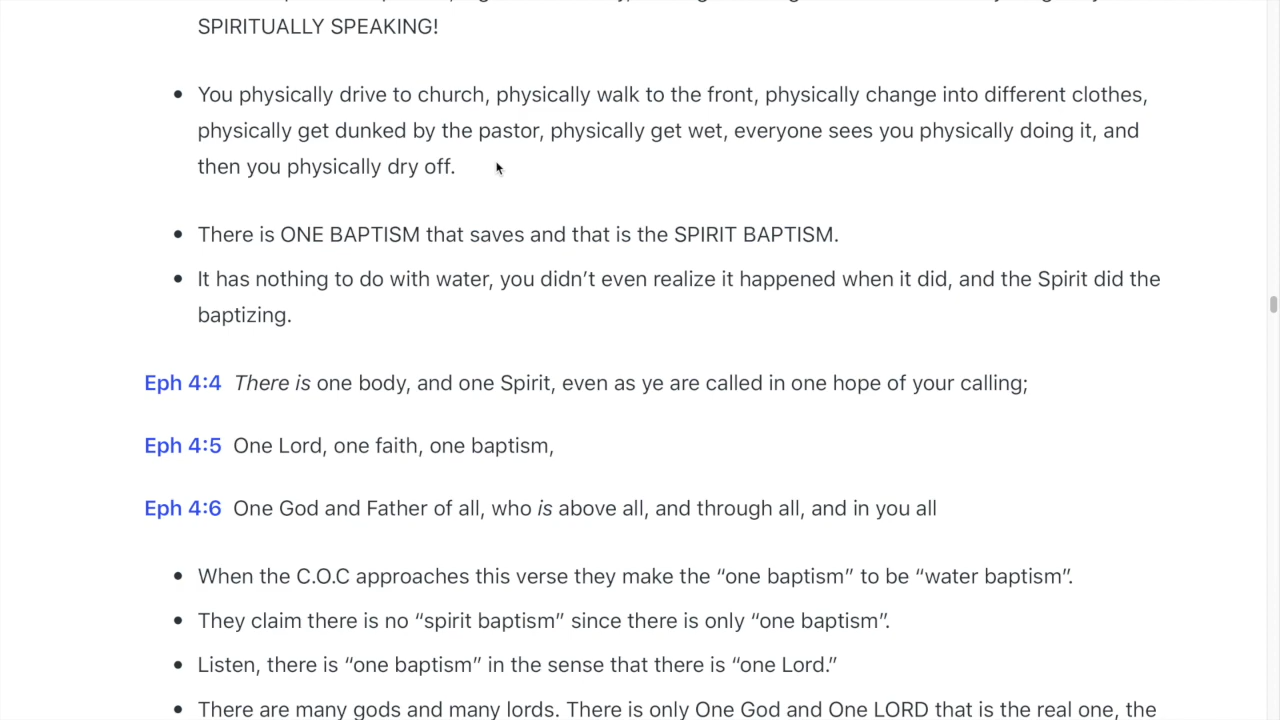 SPIRITUALLY SPEAKING!
• You physically drive to church, physically walk to the front, physically change into different clothes,
physically get dunked by the pastor, physically get wet, everyone sees you physically doing it, and
then you physically dry off.
• There is ONE BAPTISM that saves and that is the SPIRIT BAPTISM.
• It has nothing to do with water, you didn’t even realize it happened when it did, and the Spirit did the
baptizing.
Eph 4:4 There is one body, and one Spirit, even as ye are called in one hope of your calling;
Eph 4:5 One Lord, one faith, one baptism,
Eph 4:6 One God and Father of all, who is above all, and through all, and in you all
• When the C.O.C approaches this verse they make the “one baptism” to be “water baptism”.
• They claim there is no “spirit baptism” since there is only “one baptism”.
• Listen, there is “one baptism” in the sense that there is “one Lord.”
• There are many gods and many lords. There is only One God and One LORD that is the real one, the